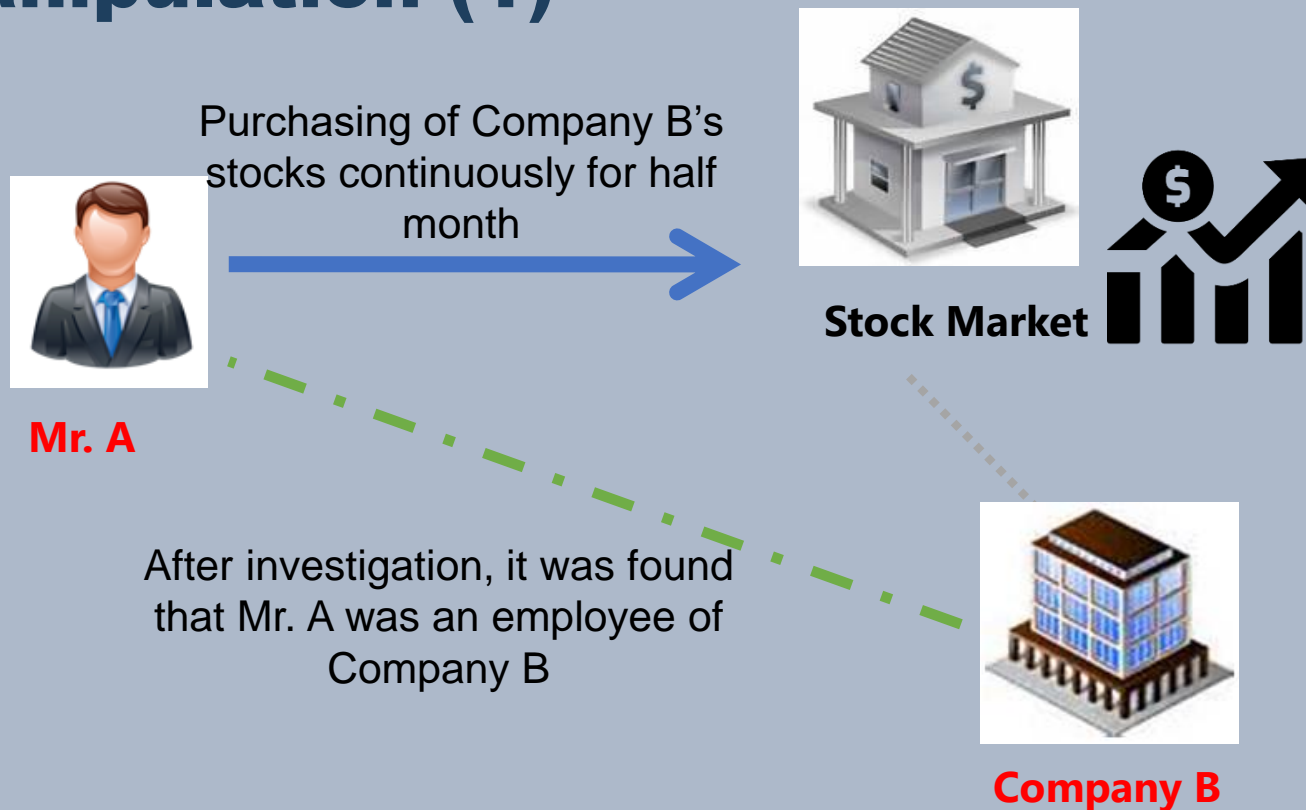 (1)
Purchasing of Company B’s
stocks continuously for half
month
$
$
Stock Market
Mr. A
After investigation, it was found
that Mr. A was an employee of
Company B
Company B